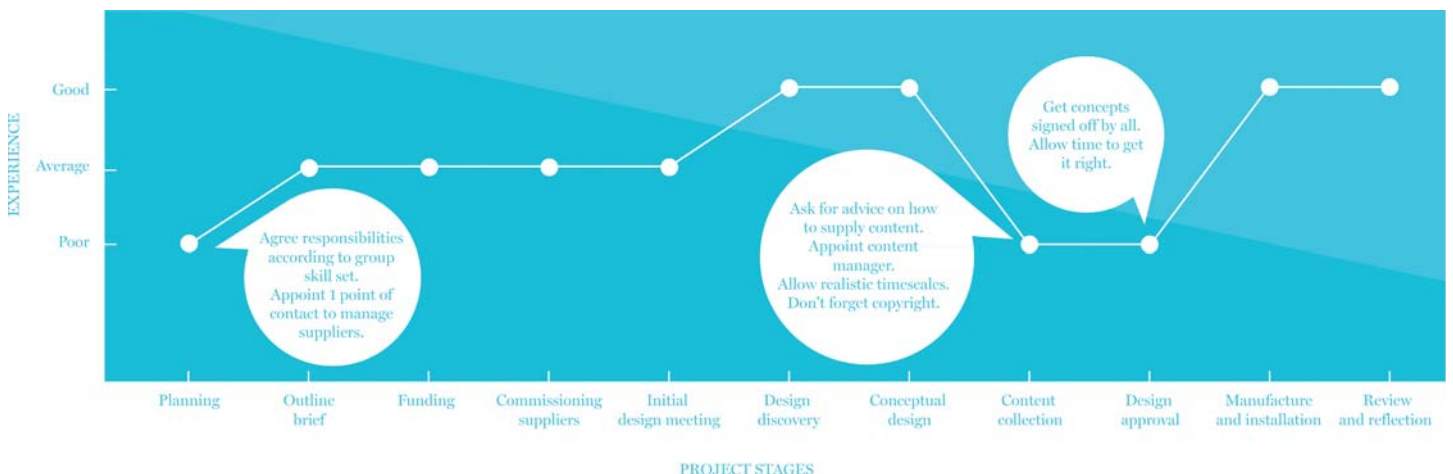 Good
Average
Poor
EXPERIENCE
Agree responsibilities
according to group
skill set.
Appoint 1 point of
contact to manage
suppliers.
Ask for advice on how
to supply content.
Appoint content
manager.
Allow realistic timescales.
Don't forget copyright.
Get concepts
signed off by all.
Allow time to get
it right.
Planning
Outline
brief
Funding
Commissioning
suppliers
Initial
design meeting
Design
discovery
Conceptual
design
Content
collection
Design
approval
Manufacture
and installation
Review
and reflection
PROJECT STAGES